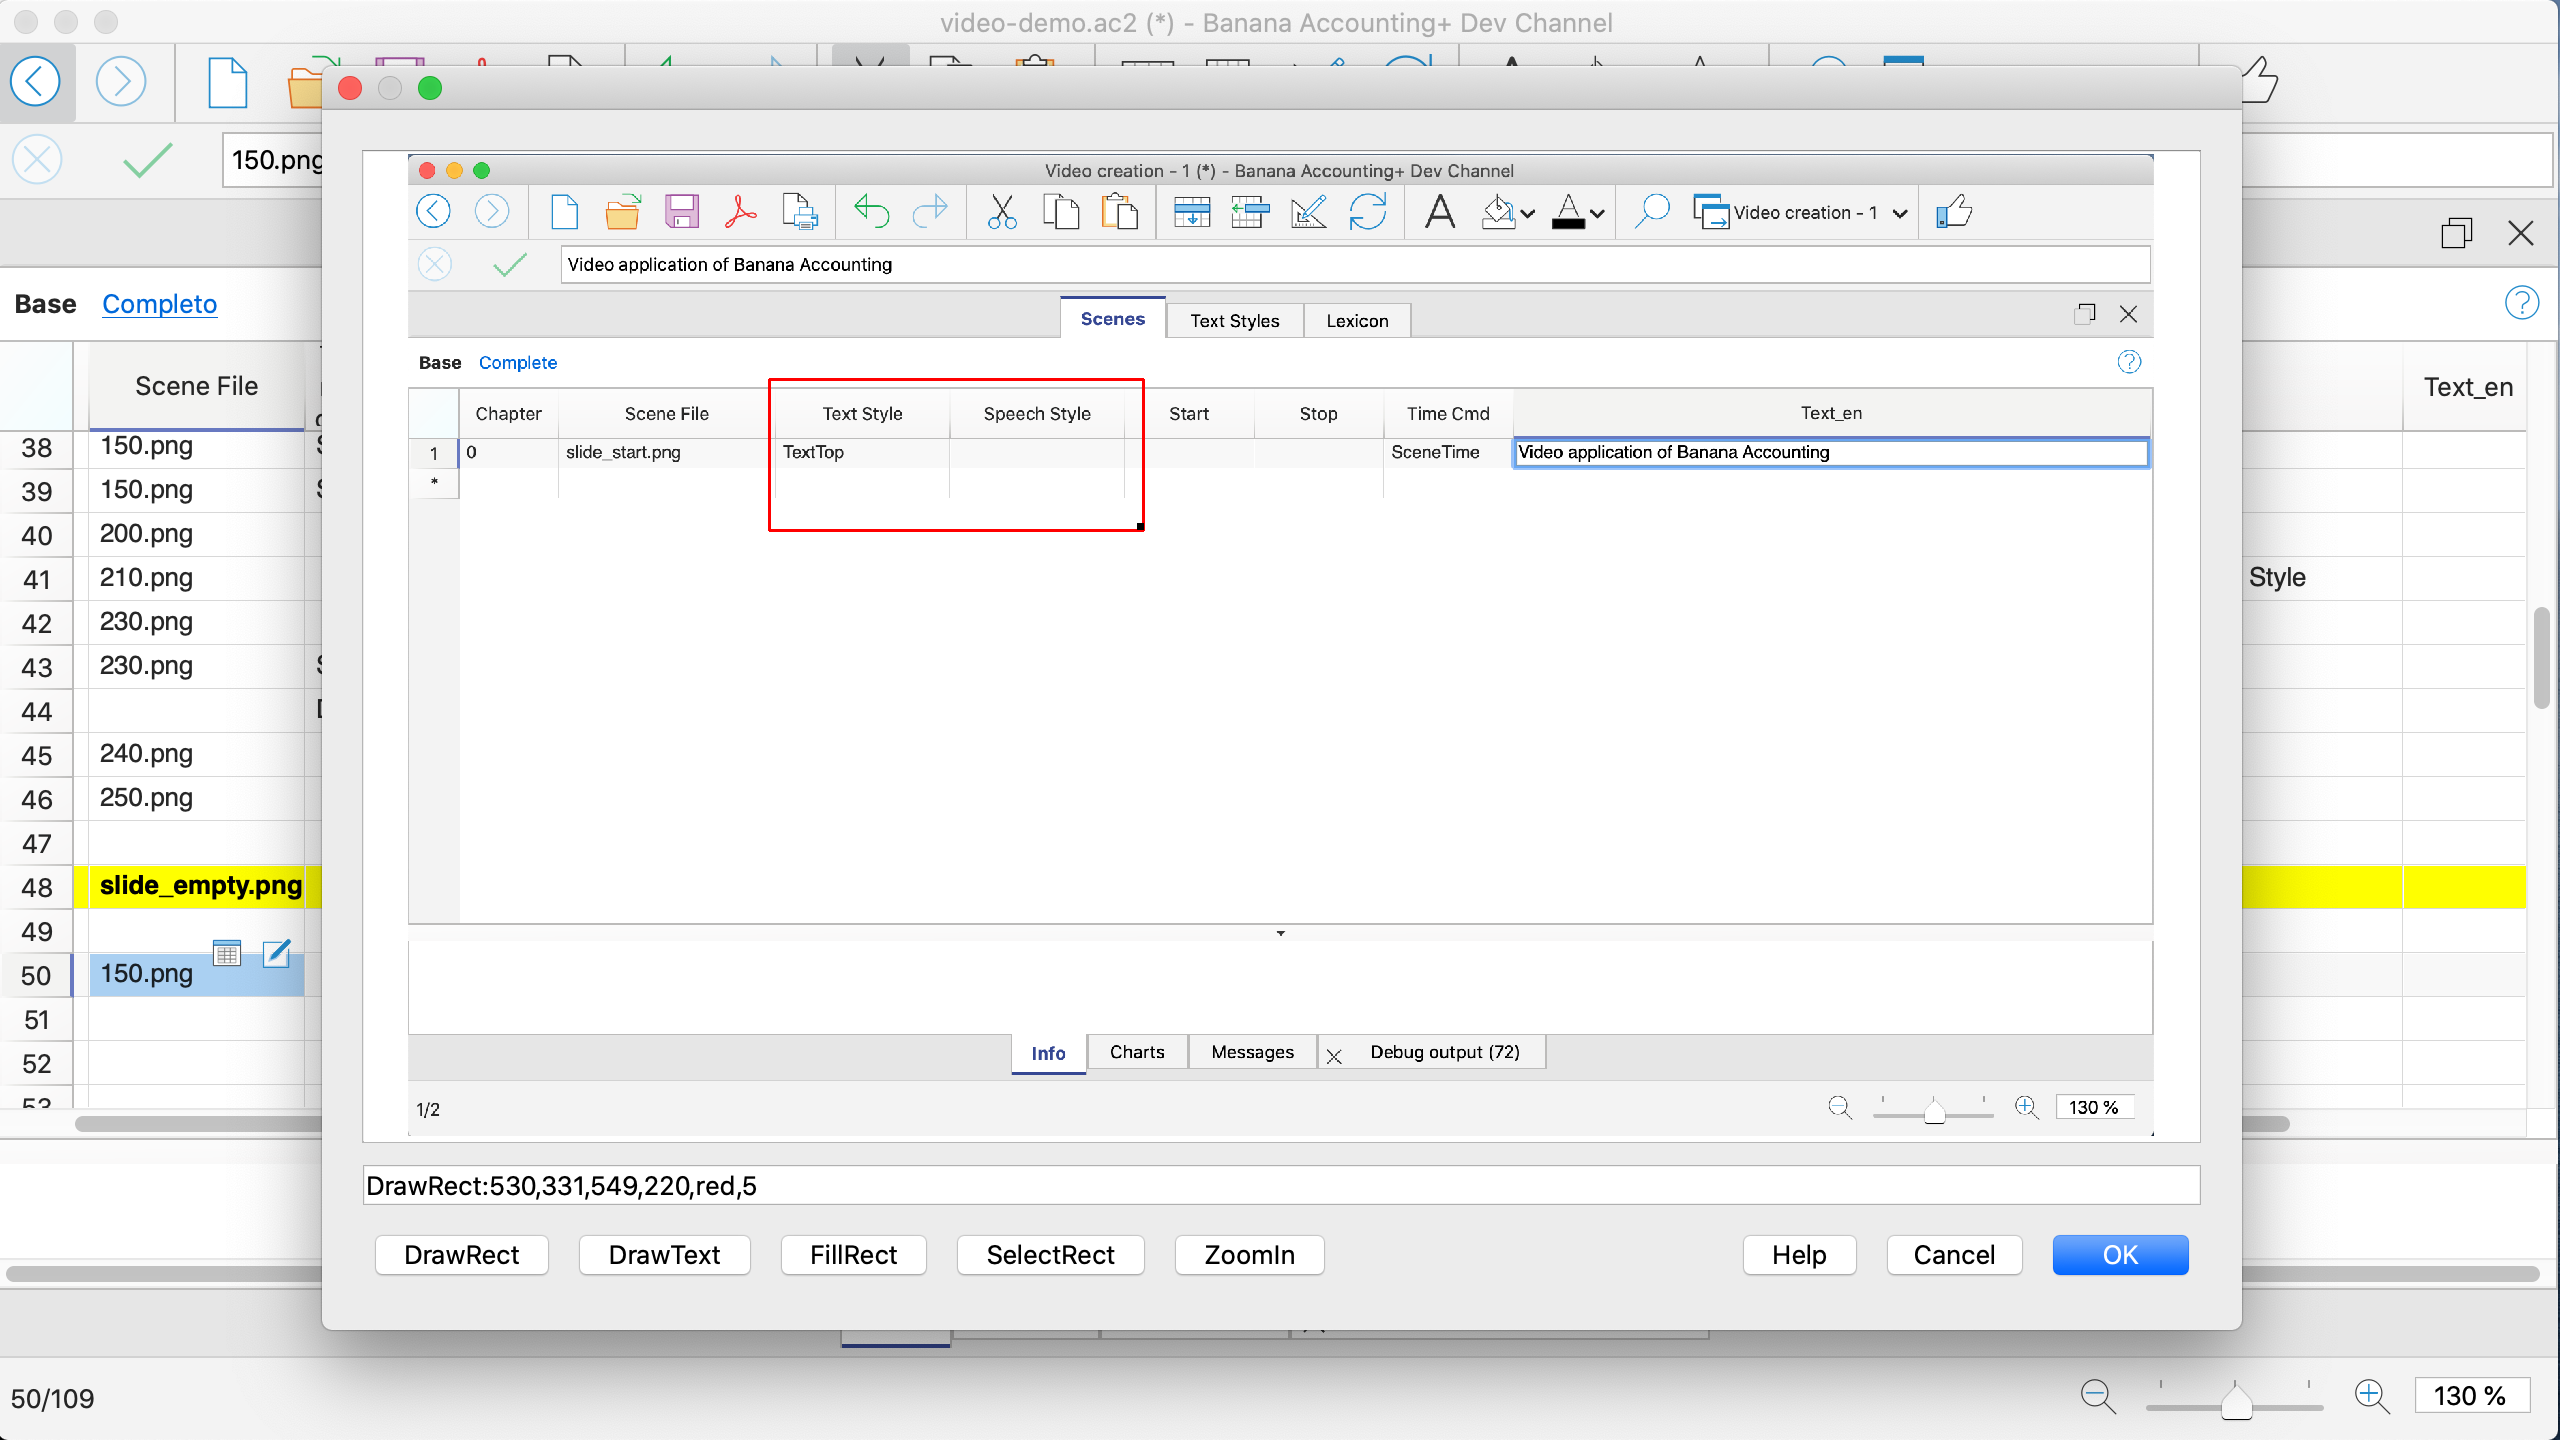 video-demo.ac2 (*) - Banana Accounting+ Dev Channel
150.png
Video creation - 1 (*) - Banana Accounting+ Dev Channel
Video creation - 1
Video application of Banana Accounting
Scenes Text Styles Lexicon
Base Completo
Base Complete
Scene File
Text_en
Chapter Scene File Text Style Speech Style Start Stop Time Cmd Text_en
1 0 slide_start.png TextTop SceneTime Video application of Banana Accounting
*
38 150.png
39 150.png
40 200.png
41 210.png Style
42 230.png
43 230.png
44
45 240.png
46 250.png
47
48 slide_empty.png
49
50 150.png
51
52
53
Info Charts Messages Debug output (72)
1/2 130 %
DrawRect:530,331,549,220,red,5
DrawRect DrawText FillRect SelectRect ZoomIn Help Cancel OK
50/109 130 %